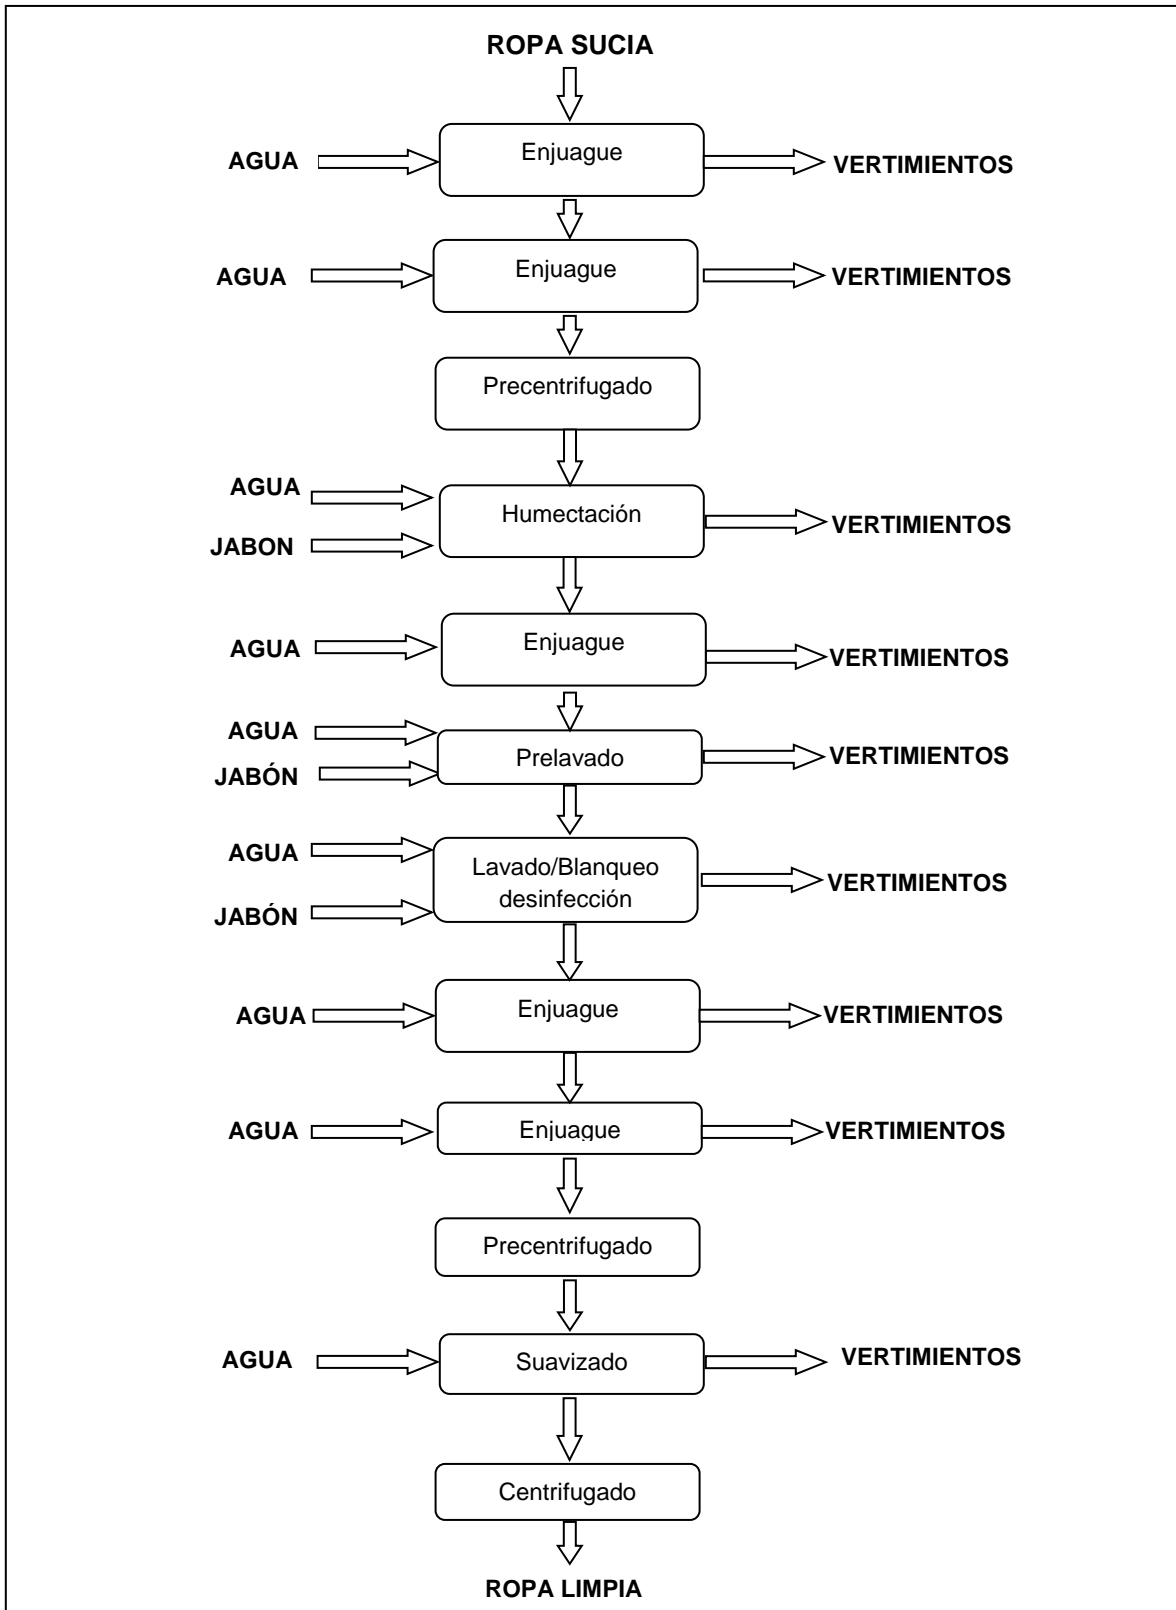 ROPA SUCIA
AGUA
Enjuague
VERTIMIENTOS
AGUA
Enjuague
VERTIMIENTOS
Precentrifugado
AGUA
JABON
Humectación
VERTIMIENTOS
AGUA
Enjuague
VERTIMIENTOS
AGUA
JABÓN
Prelavado
VERTIMIENTOS
AGUA
JABÓN
Lavado/Blanqueo
desinfección
VERTIMIENTOS
AGUA
Enjuague
VERTIMIENTOS
AGUA
Enjuague
VERTIMIENTOS
Precentrifugado
AGUA
Suavizado
VERTIMIENTOS
Centrifugado
ROPA LIMPIA